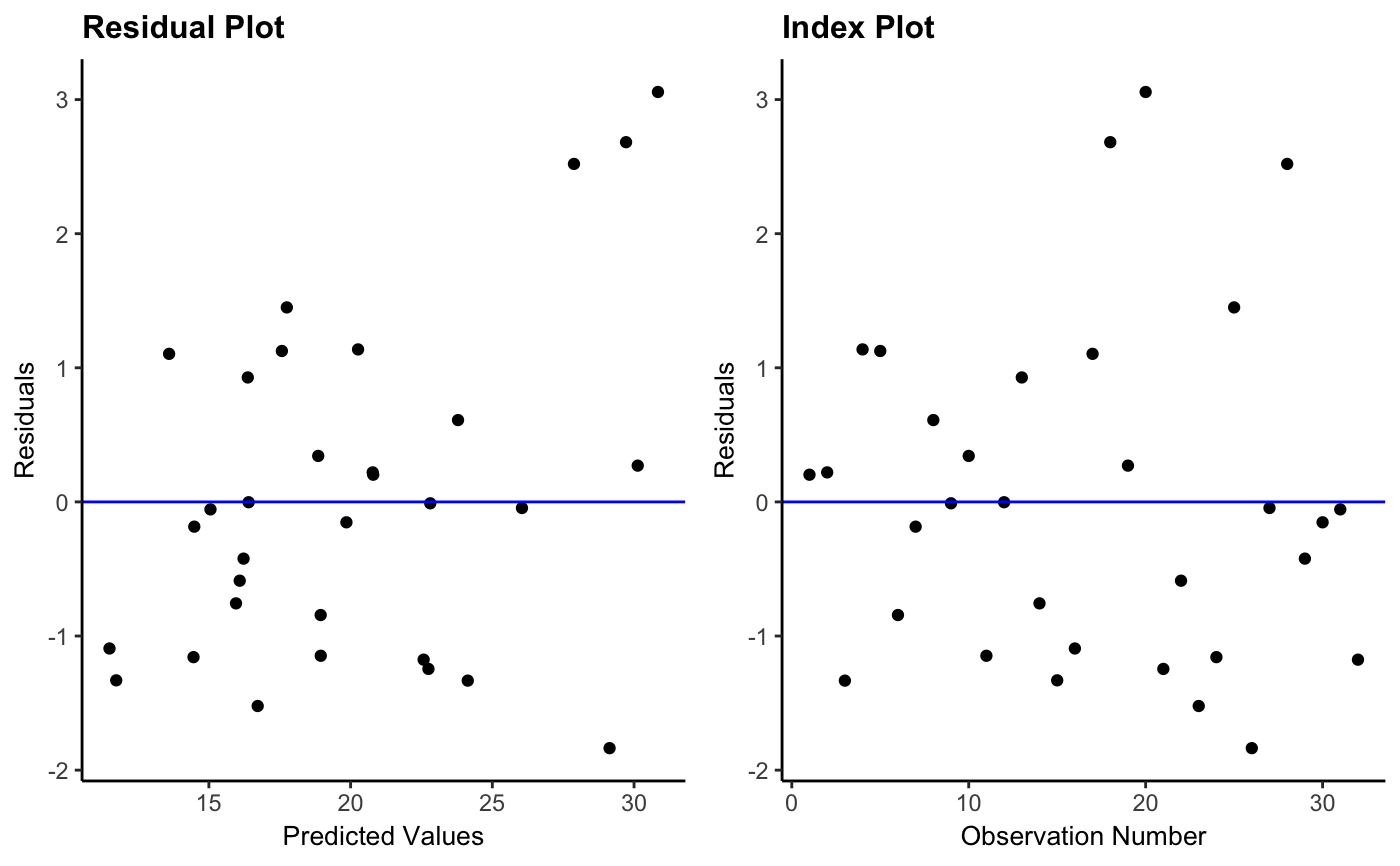 Residual Plot
3
2
1
0
-1
-2
Residuals
15 20 25 30
Predicted Values
Index Plot
3
2
1
0
-1
-2
Residuals
0 10 20 30
Observation Number